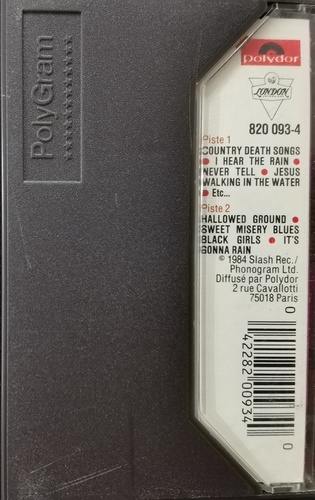 PolyGram
polydor
LONDON
820 093-4
Piste 1
COUNTRY DEATH SONGS
● I HEAR THE RAIN ●
NEVER TELL ● JESUS
WALKING IN THE WATER
● Etc...
Piste 2
HALLOWED GROUND ●
SWEET MISERY BLUES
BLACK GIRLS ● IT'S
GONNA RAIN
© 1984 Slash Rec./
Phonogram Ltd.
Diffusé par Polydor
2 rue Cavallotti
75018 Paris
0 42282 00934 0